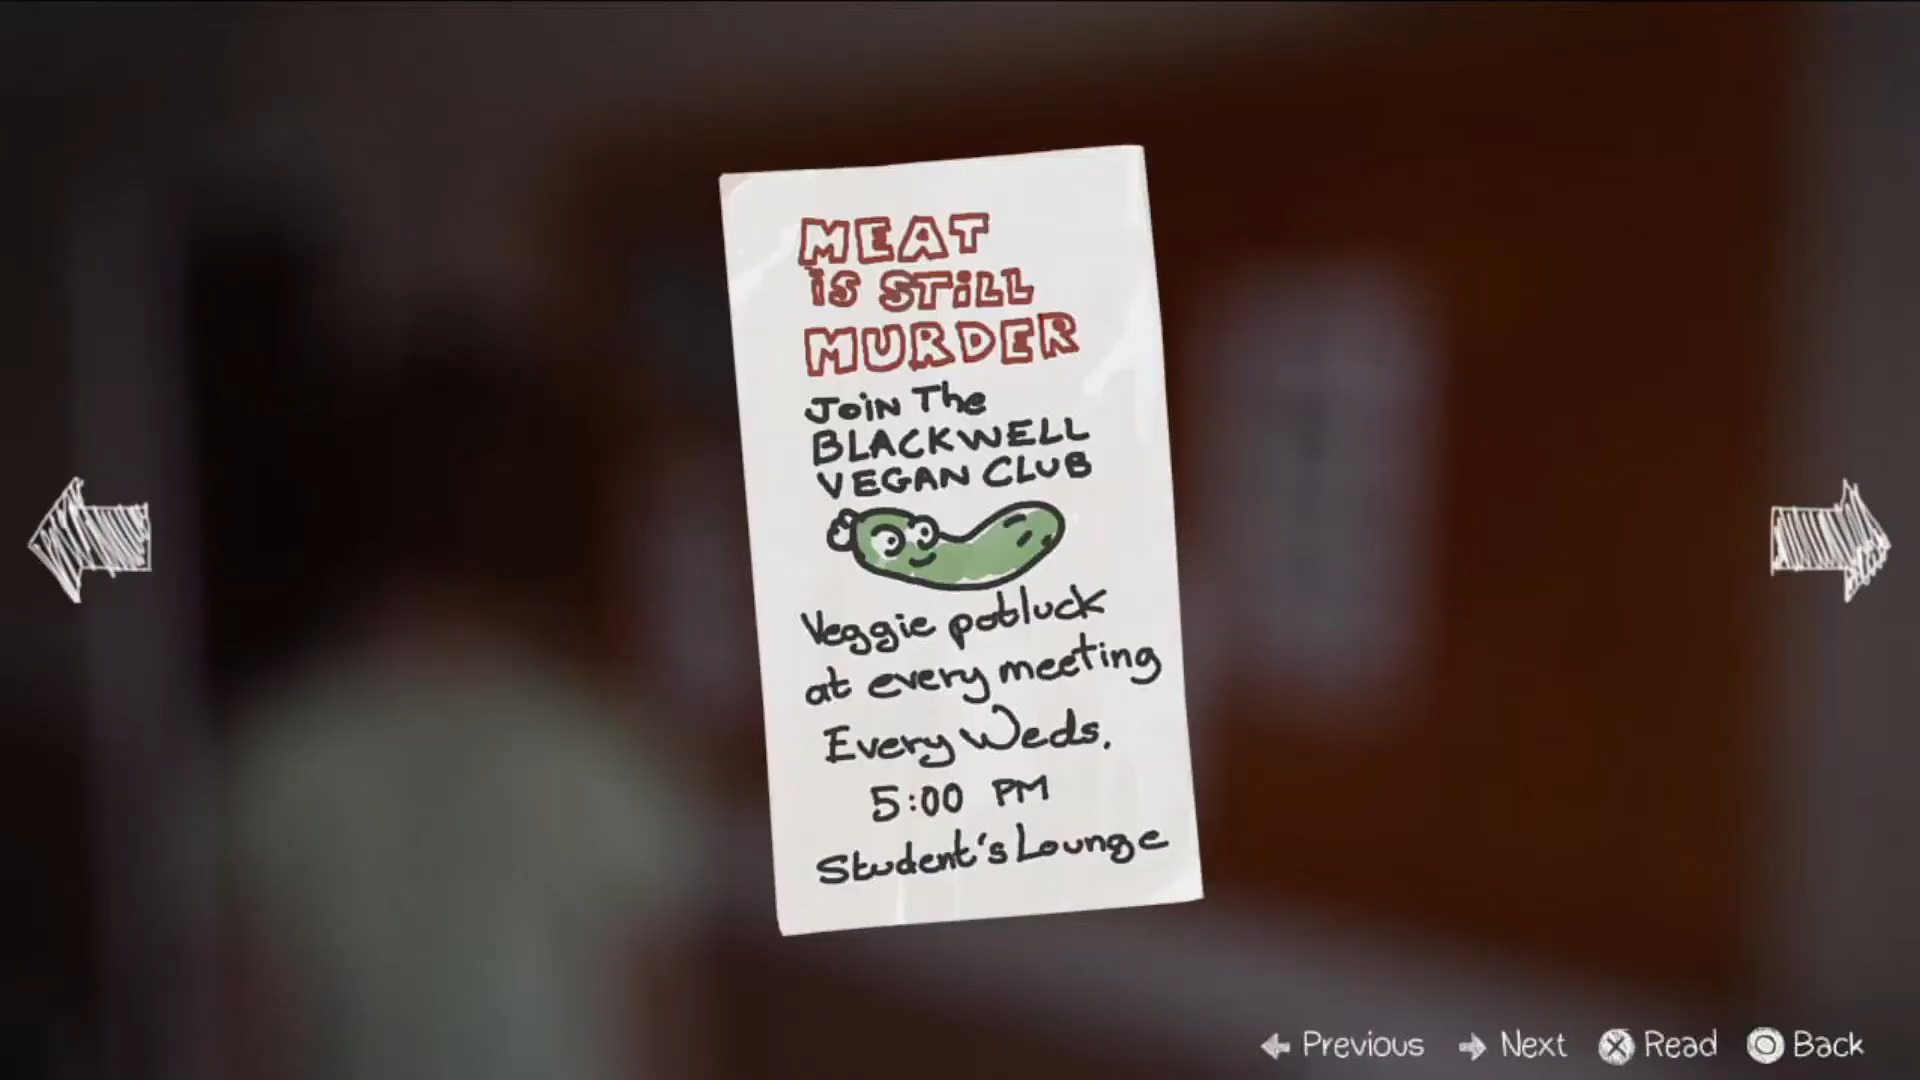 MEAT
iS STiLL
MURDER
JoiN The
BLACKWELL
VEGAN CLUB
Veggie potluck
at every meeting
Every Weds.
5:00 PM
Student's Lounge
Previous Next Read Back